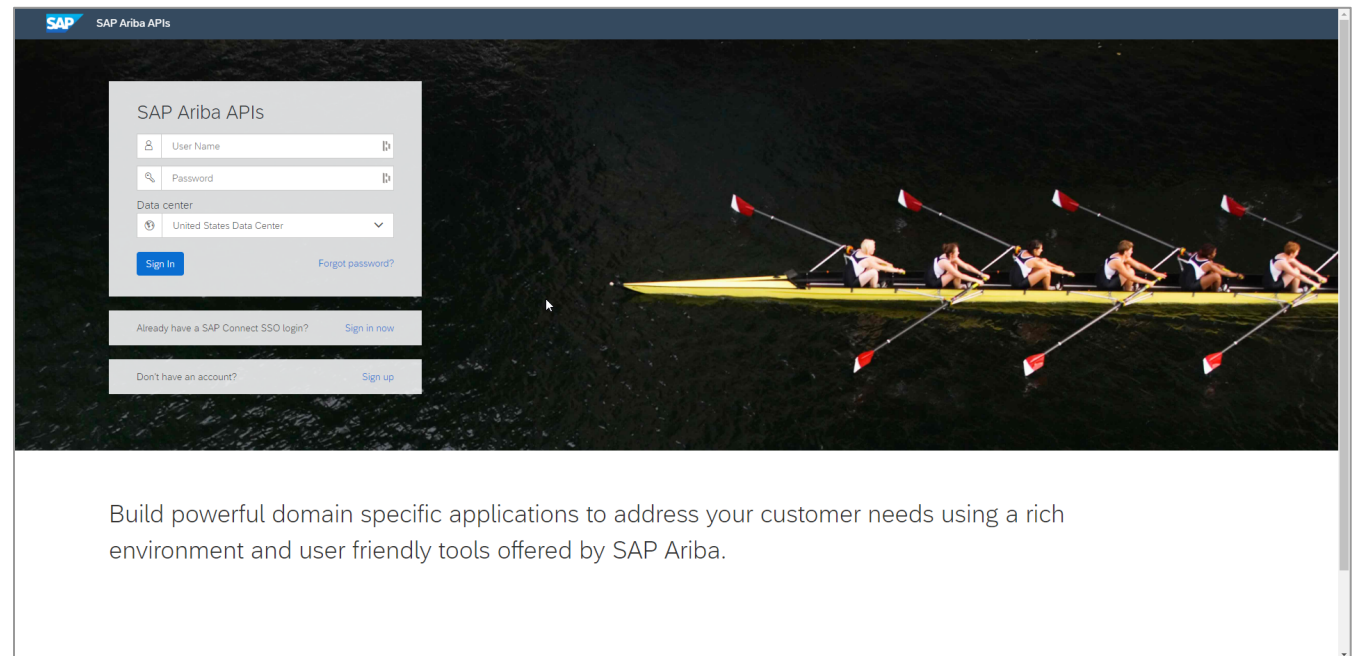 SAP SAP Ariba APIs
SAP Ariba APIs
User Name
Password
Data center
United States Data Center
Sign In Forgot password?
Already have a SAP Connect SSO login? Sign in now
Don't have an account? Sign up
Build powerful domain specific applications to address your customer needs using a rich
environment and user friendly tools offered by SAP Ariba.